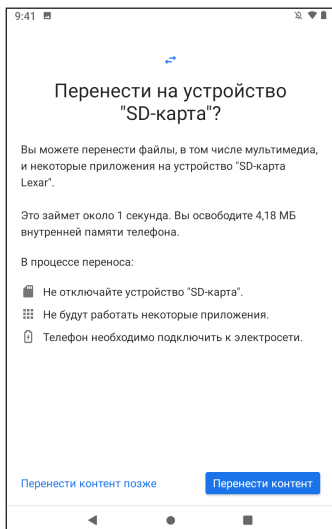 9:41
Перенести на устройство
"SD-карта"?
Вы можете перенести файлы, в том числе мультимедиа,
и некоторые приложения на устройство "SD-карта
Lexar".
Это займет около 1 секунда. Вы освободите 4,18 МБ
внутренней памяти телефона.
В процессе переноса:
Не отключайте устройство "SD-карта".
Не будут работать некоторые приложения.
Телефон необходимо подключить к электросети.
Перенести контент позже
Перенести контент